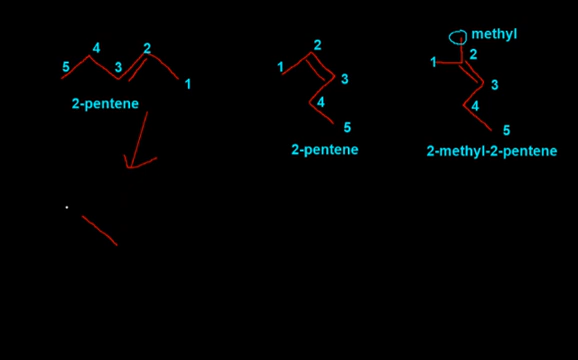 5 4 3 2 1
2-pentene
1 2 3 4 5
2-pentene
methyl
1 2 3 4 5
2-methyl-2-pentene